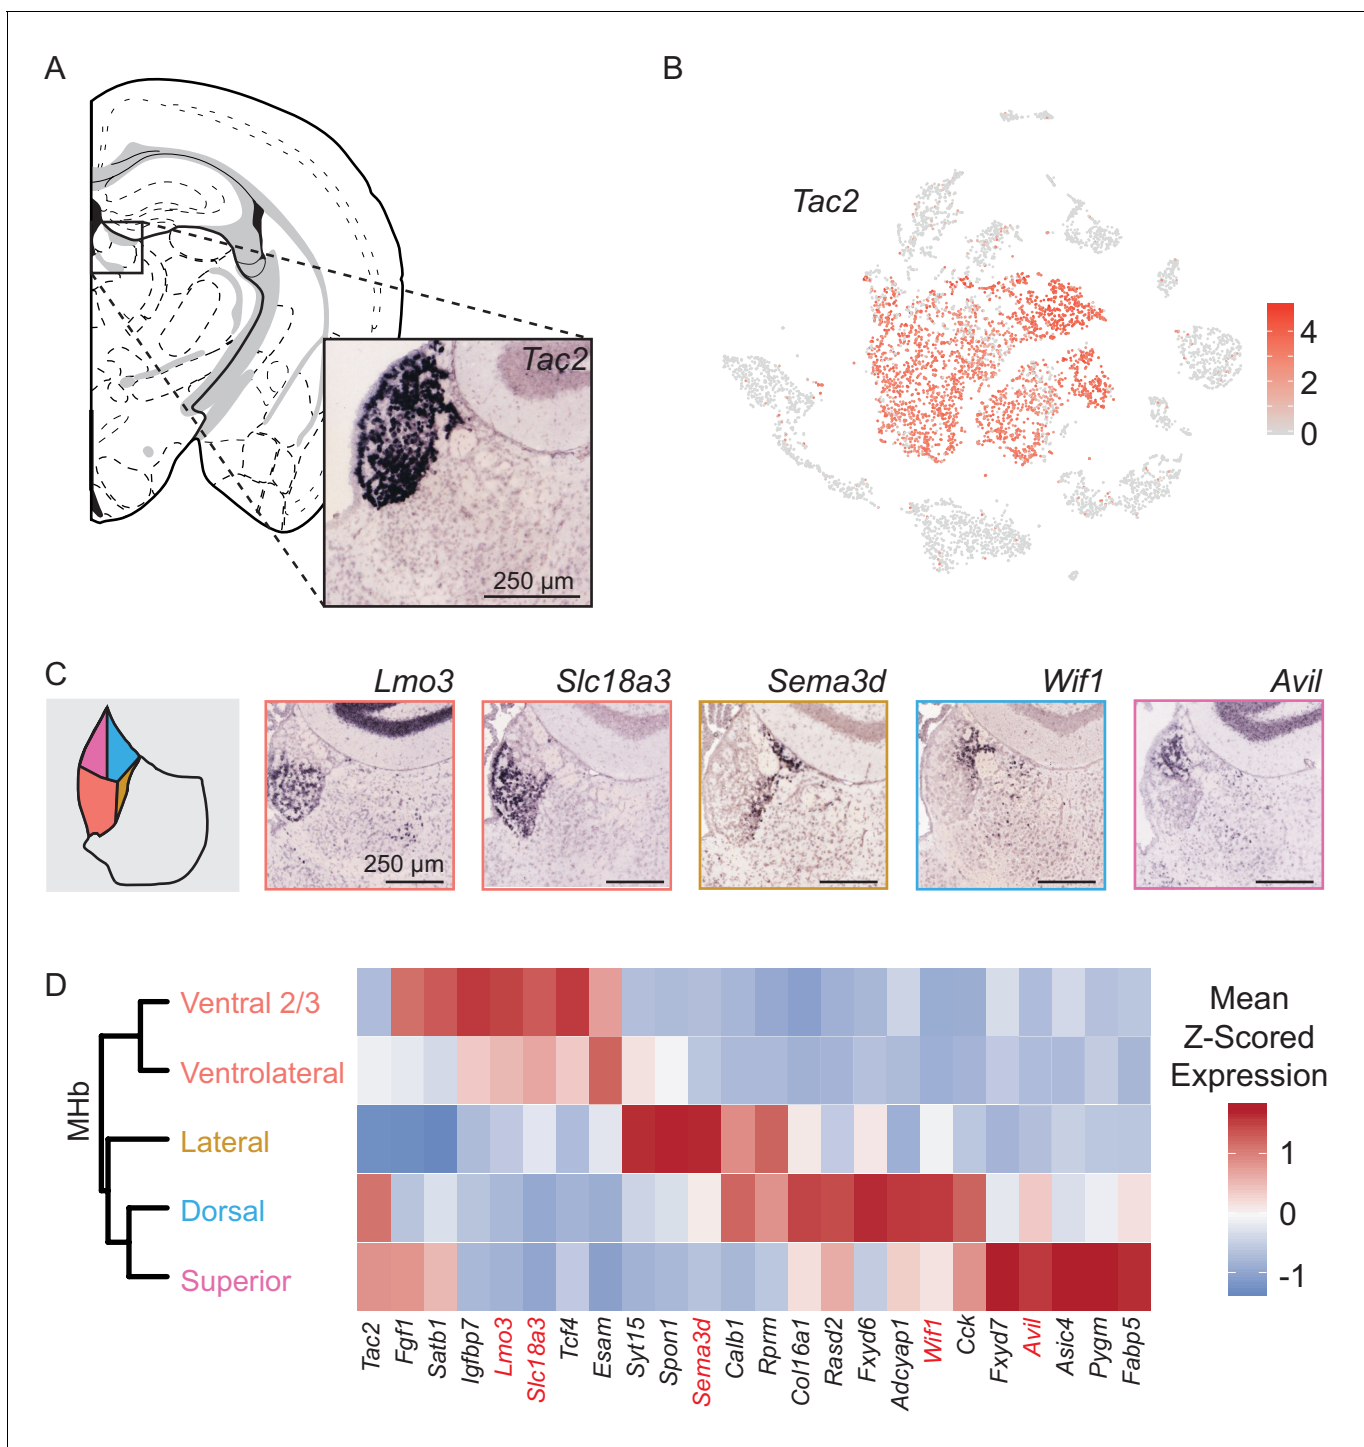 A
B
Tac2
Tac2
250 µm
4
2
0
C
Lmo3
Slc18a3
Sema3d
Wif1
Avil
250 µm
D
MHb
Ventral 2/3
Ventrolateral
Lateral
Dorsal
Superior
Mean
Z-Scored
Expression
1
0
-1
Tac2
Fgf1
Satb1
Igfbp7
Lmo3
Slc18a3
Tcf4
Esam
Syt15
Spon1
Sema3d
Calb1
Rprm
Col16a1
Rasd2
Fxyd6
Adcyap1
Wif1
Cck
Fxyd7
Avil
Asic4
Pygm
Fabp5